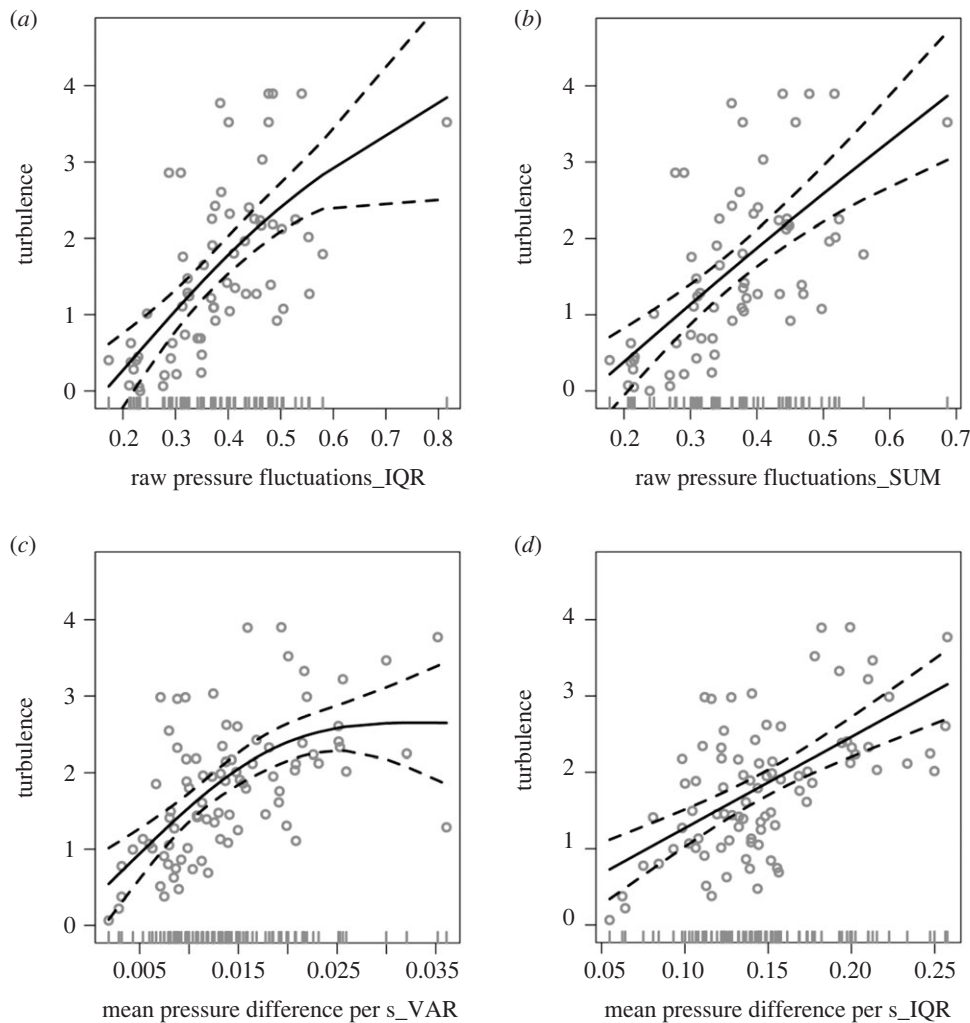 (a)
turbulence
4
3
2
1
0
0.2 0.3 0.4 0.5 0.6 0.7 0.8
raw pressure fluctuations_IQR
(b)
turbulence
4
3
2
1
0
0.2 0.3 0.4 0.5 0.6 0.7
raw pressure fluctuations_SUM
(c)
turbulence
4
3
2
1
0
0.005 0.015 0.025 0.035
mean pressure difference per s_VAR
(d)
turbulence
4
3
2
1
0
0.05 0.10 0.15 0.20 0.25
mean pressure difference per s_IQR